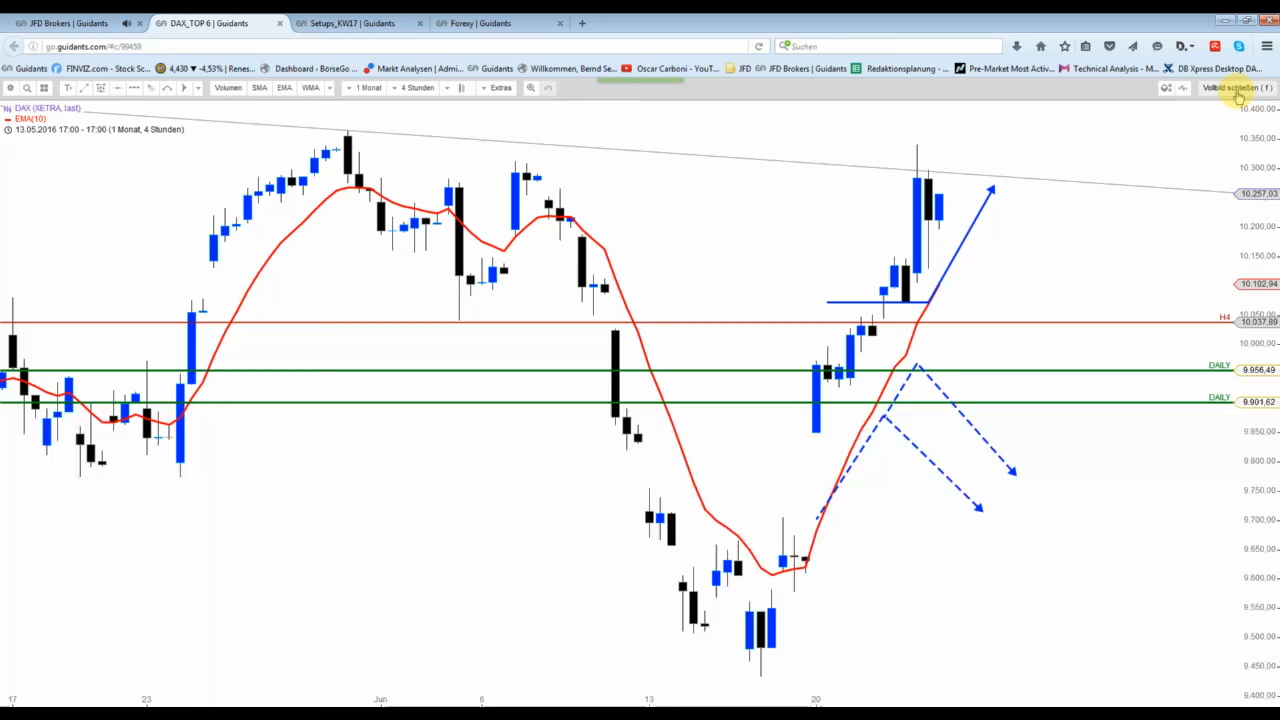 JFD Brokers | Guidants
DAX_TOP 6 | Guidants
Setups_KW17 | Guidants
Forexy | Guidants
go.guidants.com/#c/99459
Suchen
Guidants
FINVIZ.com - Stock Sc...
4,430 ▾ -4,53% | Renes...
Dashboard - BörseGo ...
Markt Analysen | Admi...
Guidants
Willkommen, Bernd Se...
Oscar Carboni - YouT...
JFD
JFD Brokers | Guidants
Redaktionsplanung - ...
Pre-Market Most Activ...
Technical Analysis - M...
DB Xpress Desktop DA...
Volumen
SMA
EMA
WMA
1 Monat
4 Stunden
Extras
Vollbild schließen ( f )
DAX (XETRA, last)
EMA(10)
13.05.2016 17:00 - 17:00 (1 Monat, 4 Stunden)
10.400,00
10.350,00
10.300,00
10.257,03
10.200,00
10.150,00
10.102,94
10.050,00
H4
10.037,89
10.000,00
DAILY
9.956,49
DAILY
9.901,62
9.850,00
9.800,00
9.750,00
9.700,00
9.650,00
9.600,00
9.550,00
9.500,00
9.450,00
9.400,00
17
23
Jun
6
13
20